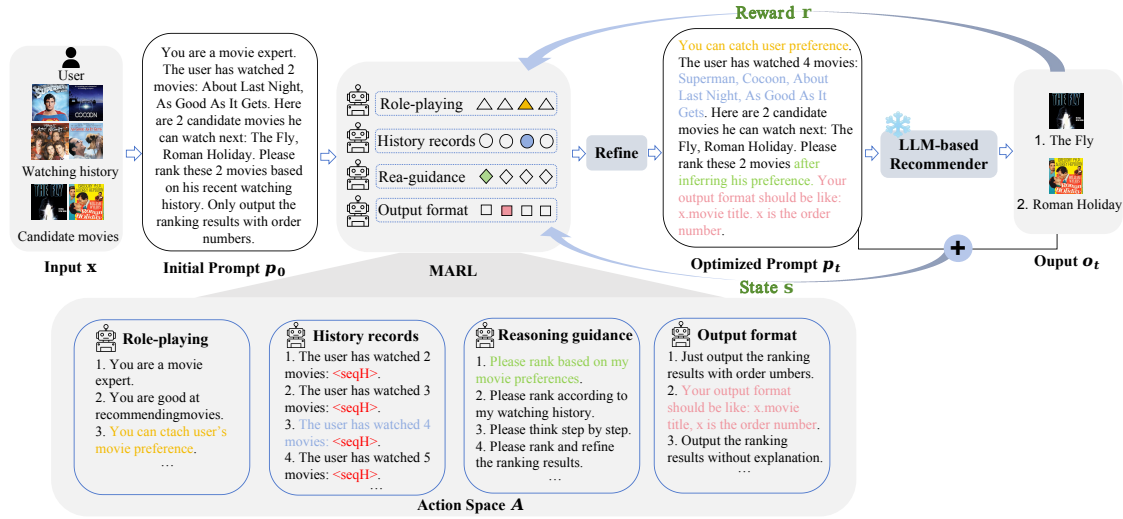 Reward r
User
Watching history
Candidate movies
Input x
You are a movie expert.
The user has watched 2
movies: About Last Night,
As Good As It Gets. Here
are 2 candidate movies he
can watch next: The Fly,
Roman Holiday. Please
rank these 2 movies based
on his recent watching
history. Only output the
ranking results with order
numbers.
Initial Prompt p0
Role-playing
History records
Rea-guidance
Output format
MARL
Refine
You can catch user preference.
The user has watched 4 movies:
Superman, Cocoon, About
Last Night, As Good As It
Gets. Here are 2 candidate
movies he can watch next: The
Fly, Roman Holiday. Please
rank these 2 movies after
inferring his preference. Your
output format should be like:
x.movie title. x is the order
number.
Optimized Prompt pt
LLM-based
Recommender
1. The Fly
2. Roman Holiday
Ouput ot
+
State s
Role-playing
1. You are a movie
expert.
2. You are good at
recommendingmovies.
3. You can ctach user's
movie preference.
…
History records
1. The user has watched 2
movies: <seqH>.
2. The user has watched 3
movies: <seqH>.
3. The user has watched 4
movies: <seqH>.
4. The user has watched 5
movies: <seqH>.
…
Reasoning guidance
1. Please rank based on my
movie preferences.
2. Please rank according to
my watching history.
3. Please think step by step.
4. Please rank and refine
the ranking results.
…
Output format
1. Just output the ranking
results with order umbers.
2. Your output format
should be like: x.movie
title, x is the order number.
3. Output the ranking
results without explanation.
…
Action Space A